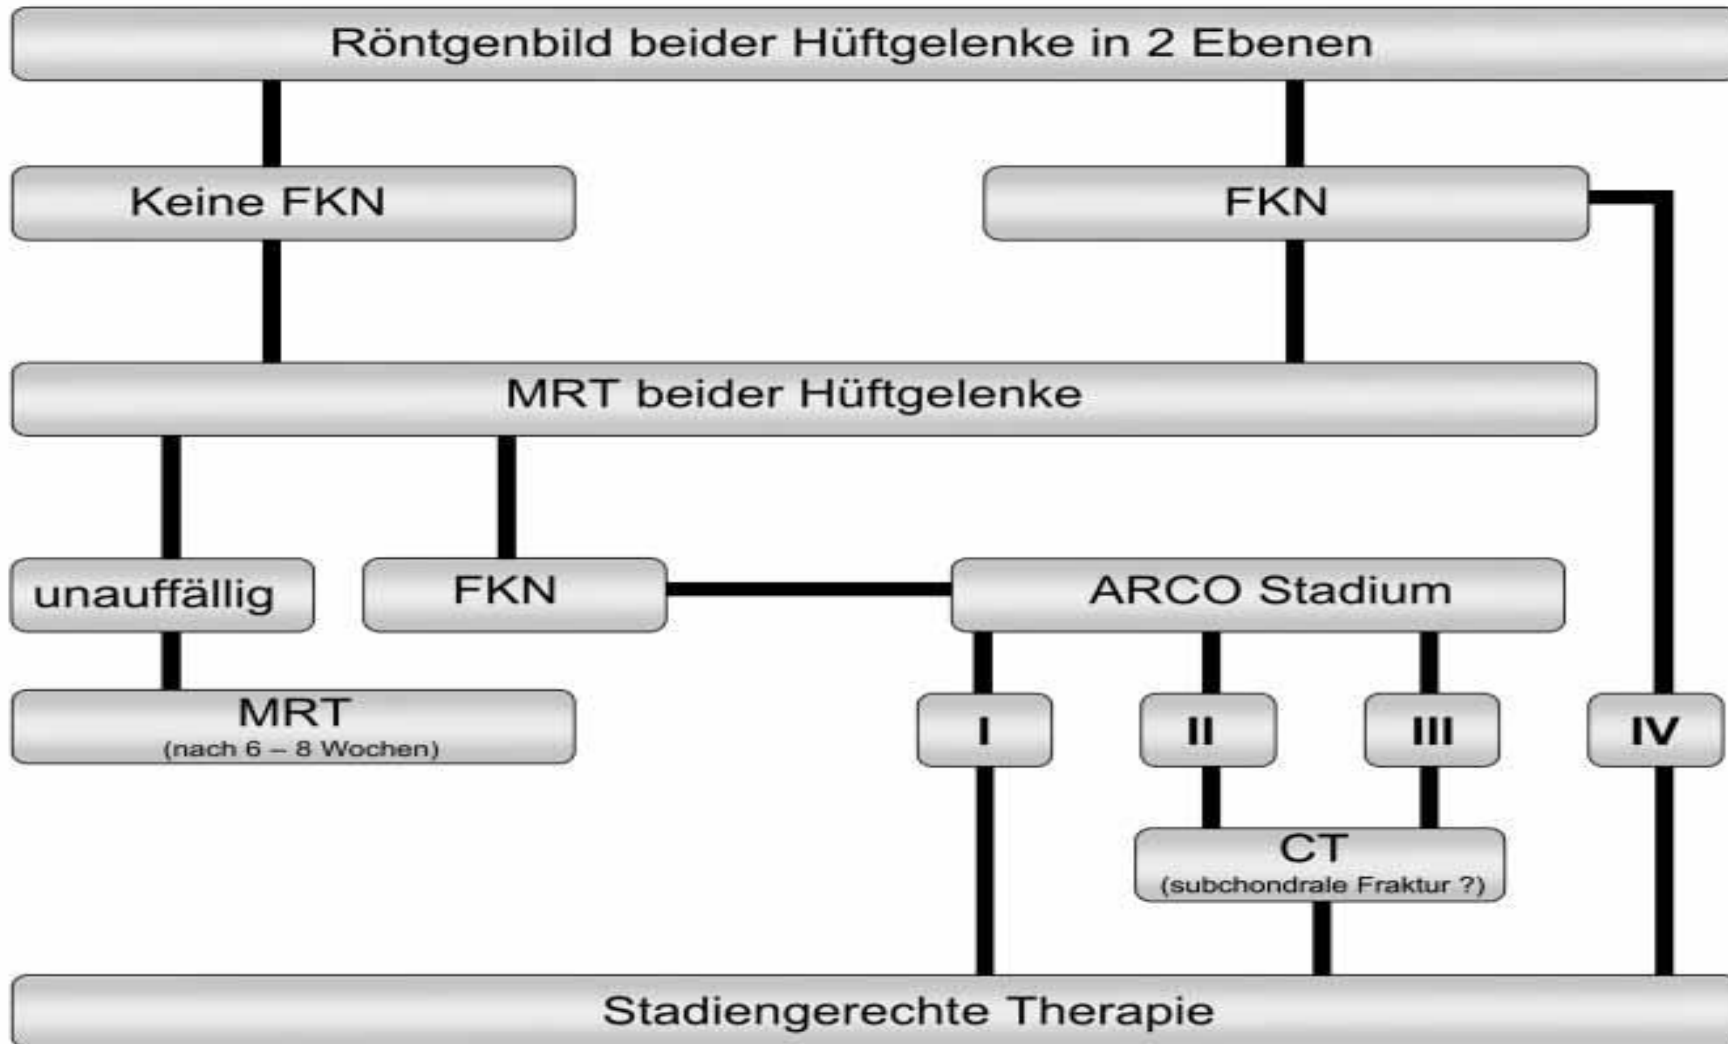 Röntgenbild beider Hüftgelenke in 2 Ebenen
Keine FKN
FKN
MRT beider Hüftgelenke
unauffällig
FKN
ARCO Stadium
MRT
(nach 6 – 8 Wochen)
I
II
III
IV
CT
(subchondrale Fraktur ?)
Stadiengerechte Therapie